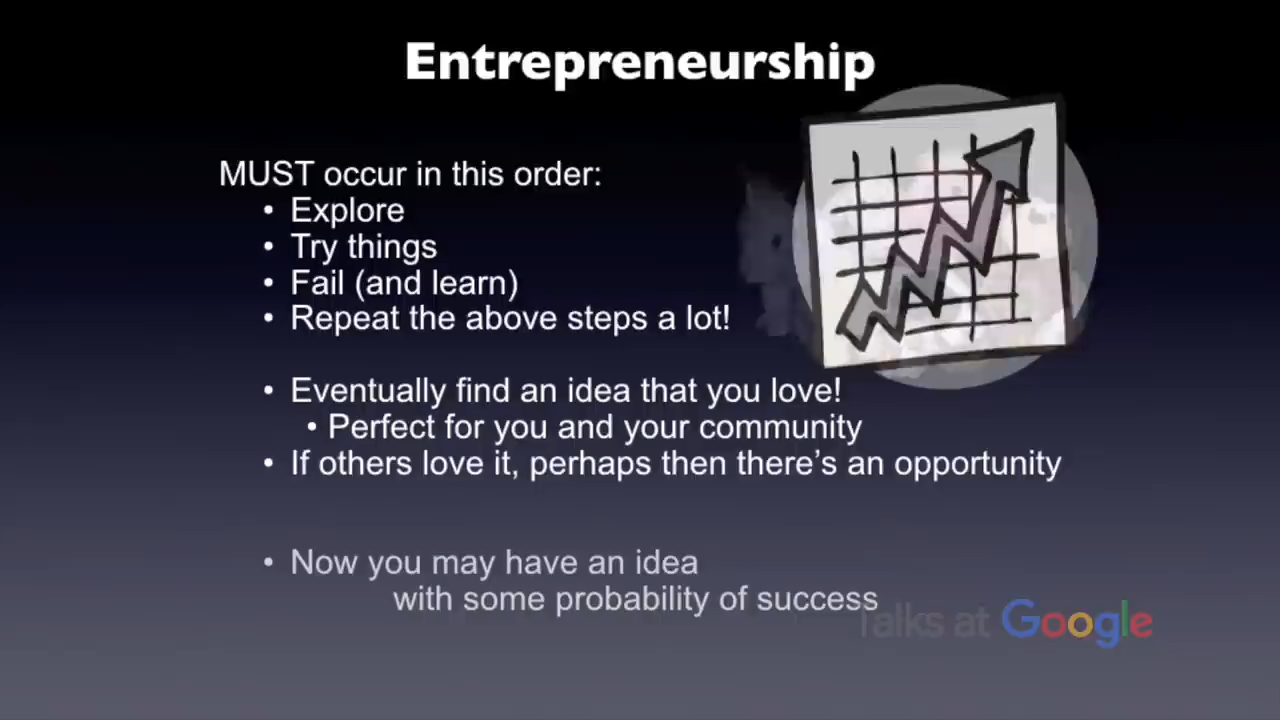 Entrepreneurship
MUST occur in this order:
• Explore
• Try things
• Fail (and learn)
• Repeat the above steps a lot!
• Eventually find an idea that you love!
• Perfect for you and your community
• If others love it, perhaps then there’s an opportunity
• Now you may have an idea
with some probability of success
Talks at Google